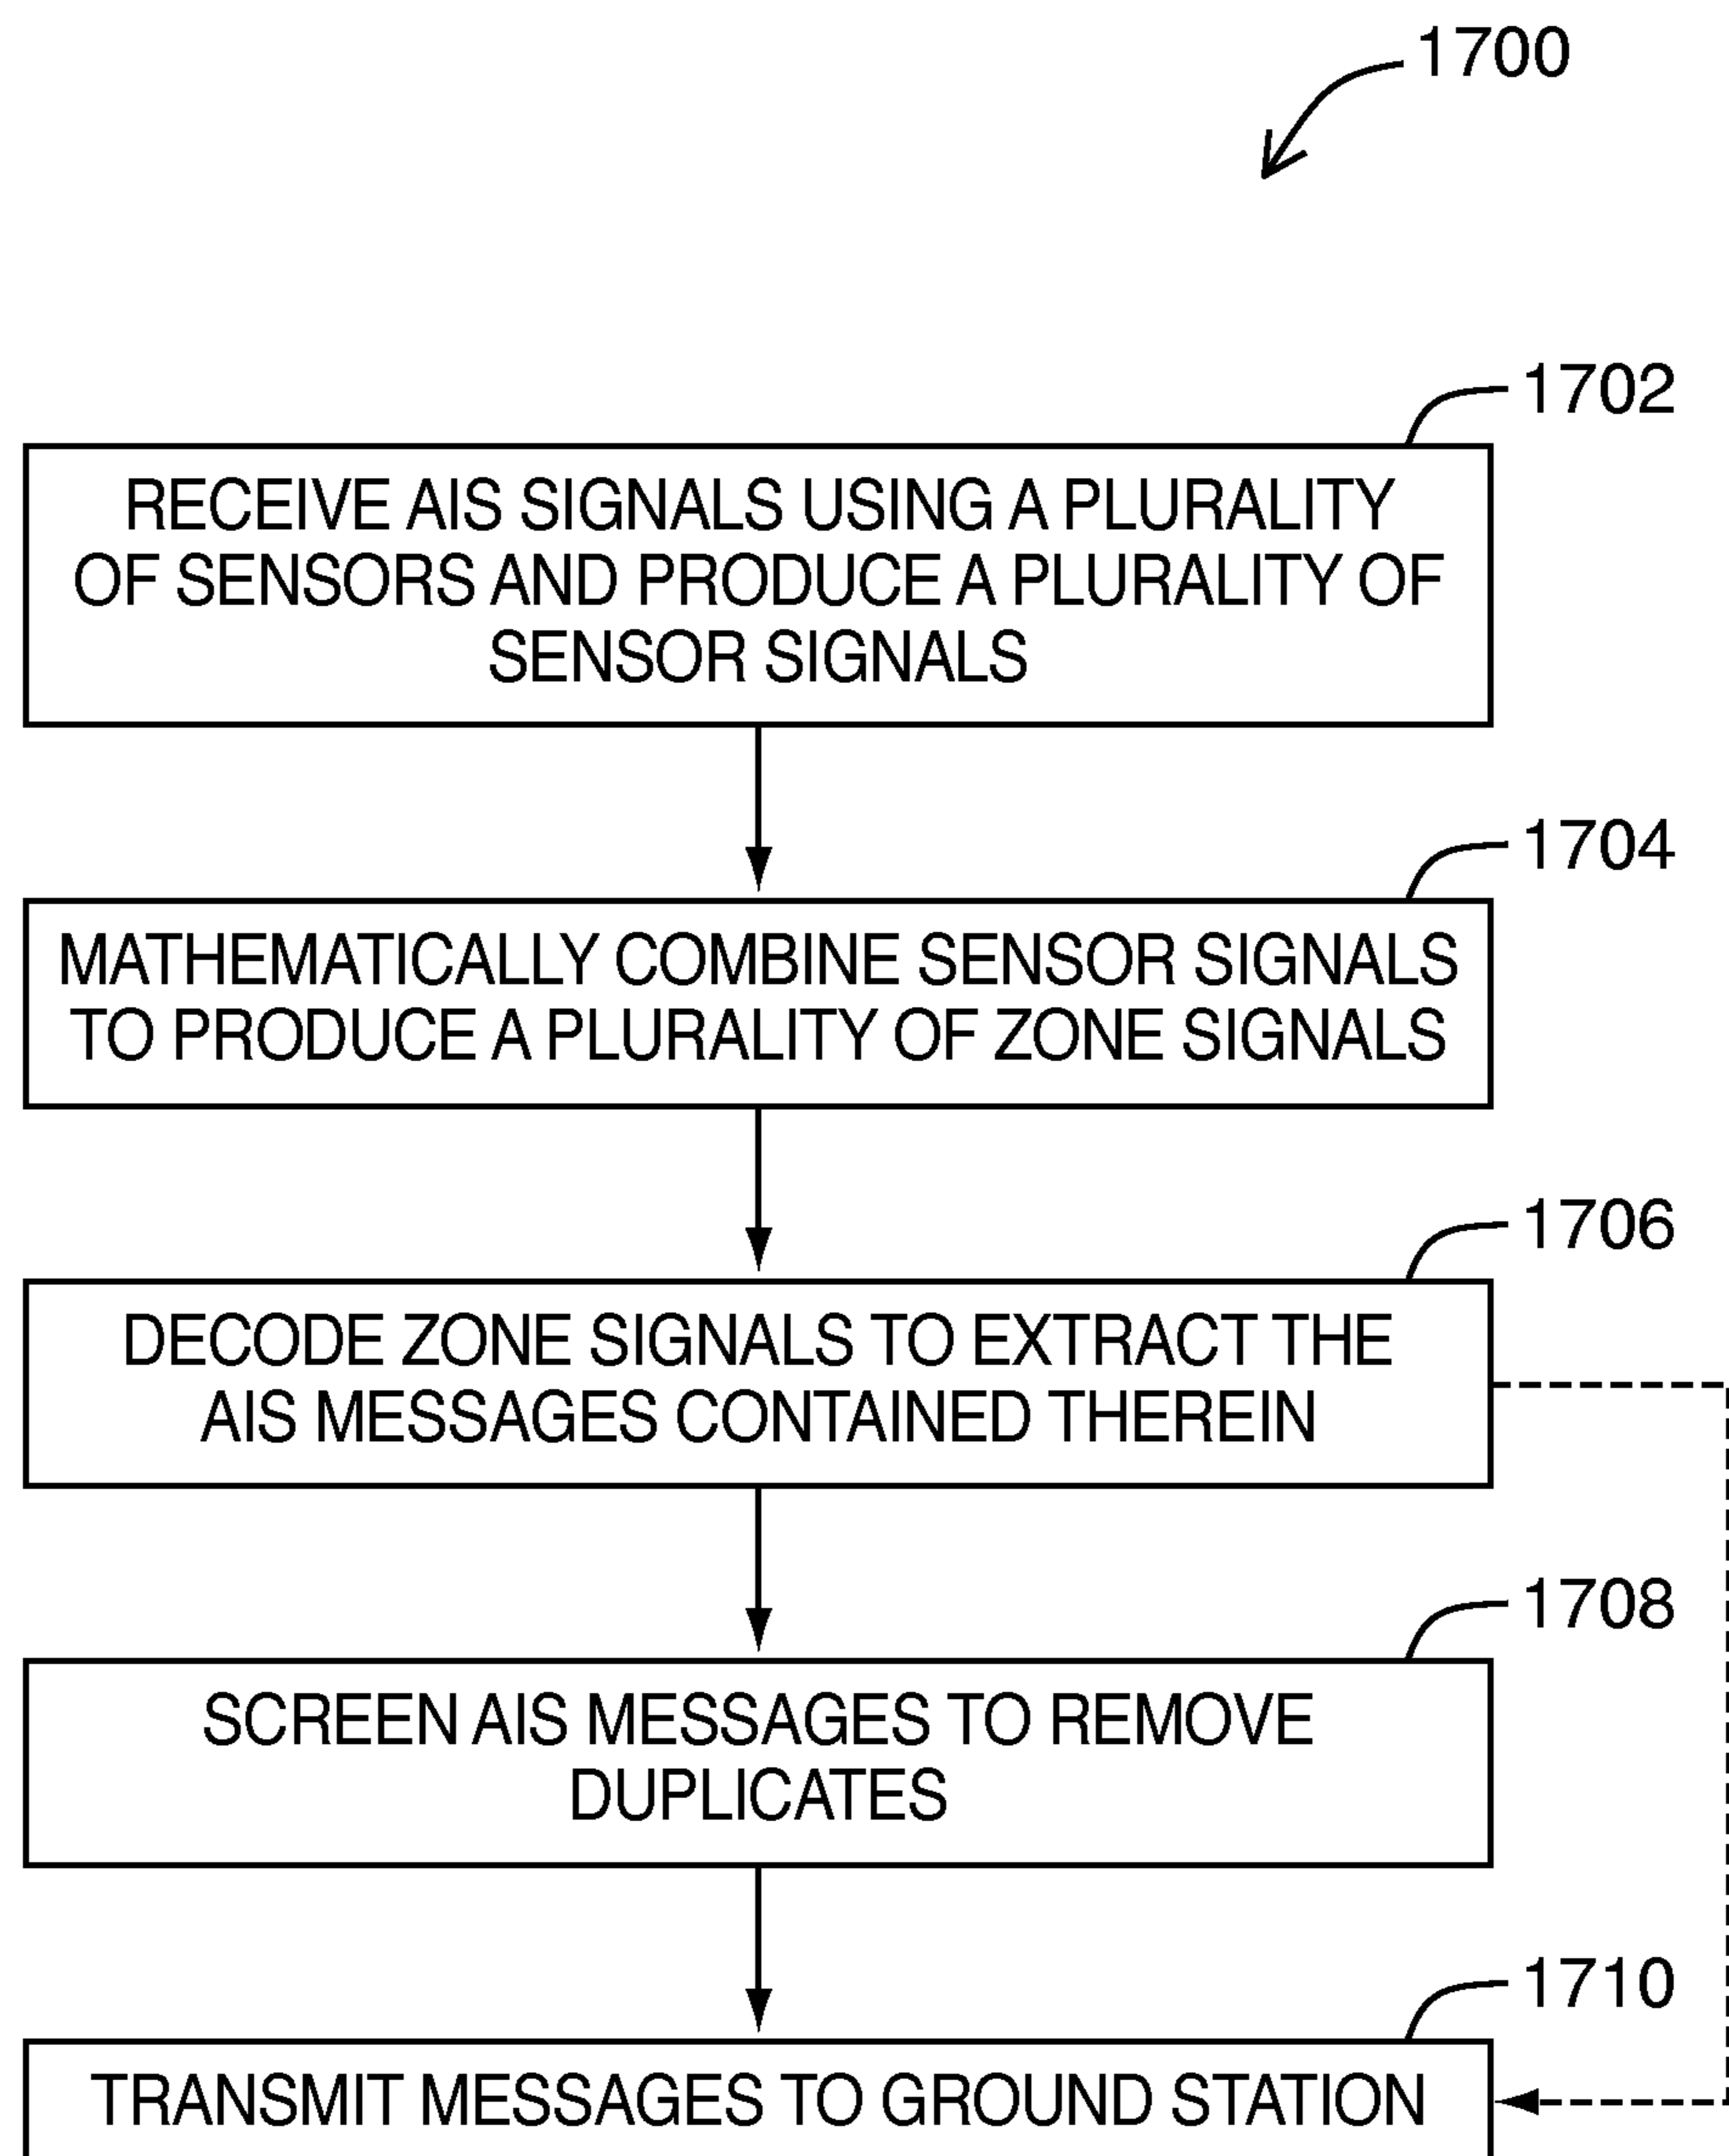 1700
1702
RECEIVE AIS SIGNALS USING A PLURALITY
OF SENSORS AND PRODUCE A PLURALITY OF
SENSOR SIGNALS
1704
MATHEMATICALLY COMBINE SENSOR SIGNALS
TO PRODUCE A PLURALITY OF ZONE SIGNALS
1706
DECODE ZONE SIGNALS TO EXTRACT THE
AIS MESSAGES CONTAINED THEREIN
1708
SCREEN AIS MESSAGES TO REMOVE
DUPLICATES
1710
TRANSMIT MESSAGES TO GROUND STATION